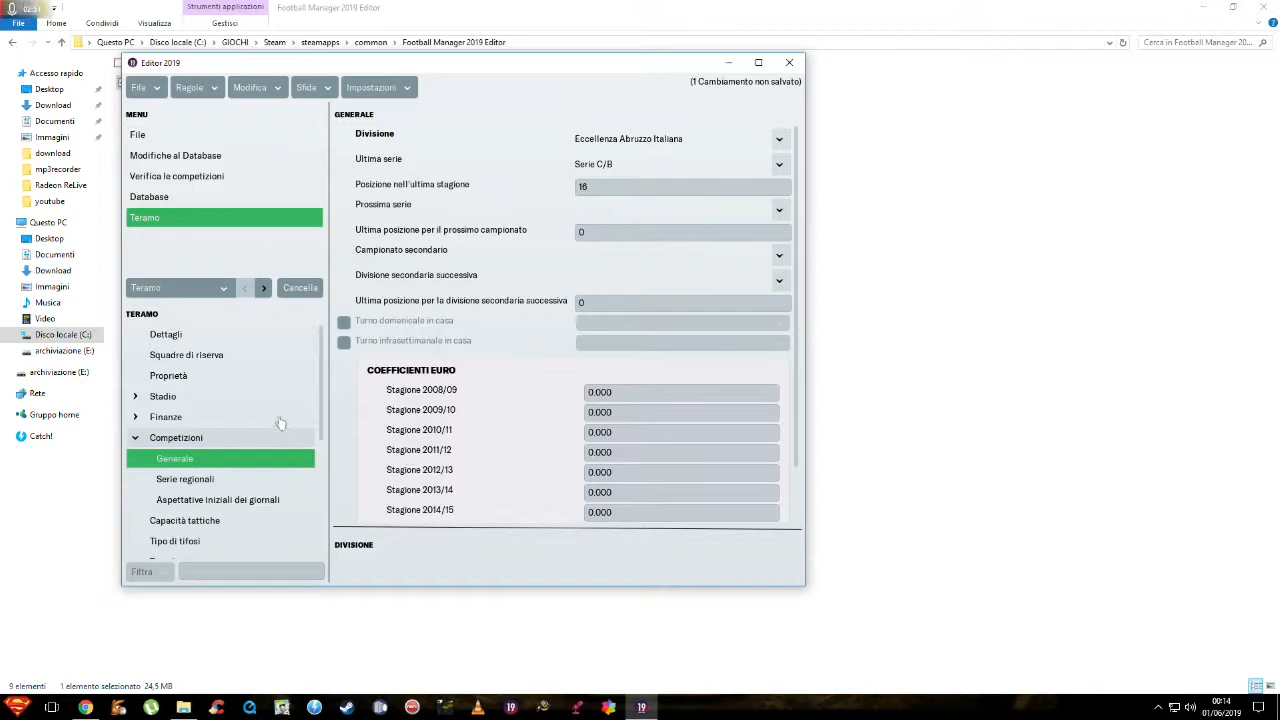 02:51
Strumenti applicazioni
Football Manager 2019 Editor
File Home Condividi Visualizza Gestisci
Questo PC > Disco locale (C:) > GIOCHI > Steam > steamapps > common > Football Manager 2019 Editor
Cerca in Football Manager 20...
Accesso rapido
Desktop
Download
Documenti
Immagini
download
mp3recorder
Radeon ReLive
youtube
Questo PC
Desktop
Documenti
Download
Immagini
Musica
Video
Disco locale (C:)
archiviazione (E:)
archiviazione (E:)
Rete
Gruppo home
Catch!
19 Editor 2019
File Regole Modifica Sfide Impostazioni
(1 Cambiamento non salvato)
MENU
File
Modifiche al Database
Verifica le competizioni
Database
Teramo
Teramo < > Cancella
TERAMO
Dettagli
Squadre di riserva
Proprietà
Stadio
Finanze
Competizioni
Generale
Serie regionali
Aspettative iniziali dei giornali
Capacità tattiche
Tipo di tifosi
Filtra
GENERALE
Divisione Eccellenza Abruzzo Italiana
Ultima serie Serie C/B
Posizione nell'ultima stagione 16
Prossima serie
Ultima posizione per il prossimo campionato 0
Campionato secondario
Divisione secondaria successiva
Ultima posizione per la divisione secondaria successiva 0
Turno domenicale in casa
Turno infrasettimanale in casa
COEFFICIENTI EURO
Stagione 2008/09 0.000
Stagione 2009/10 0.000
Stagione 2010/11 0.000
Stagione 2011/12 0.000
Stagione 2012/13 0.000
Stagione 2013/14 0.000
Stagione 2014/15 0.000
DIVISIONE
9 elementi 1 elemento selezionato 24,5 MB
19
19
00:14
01/06/2019